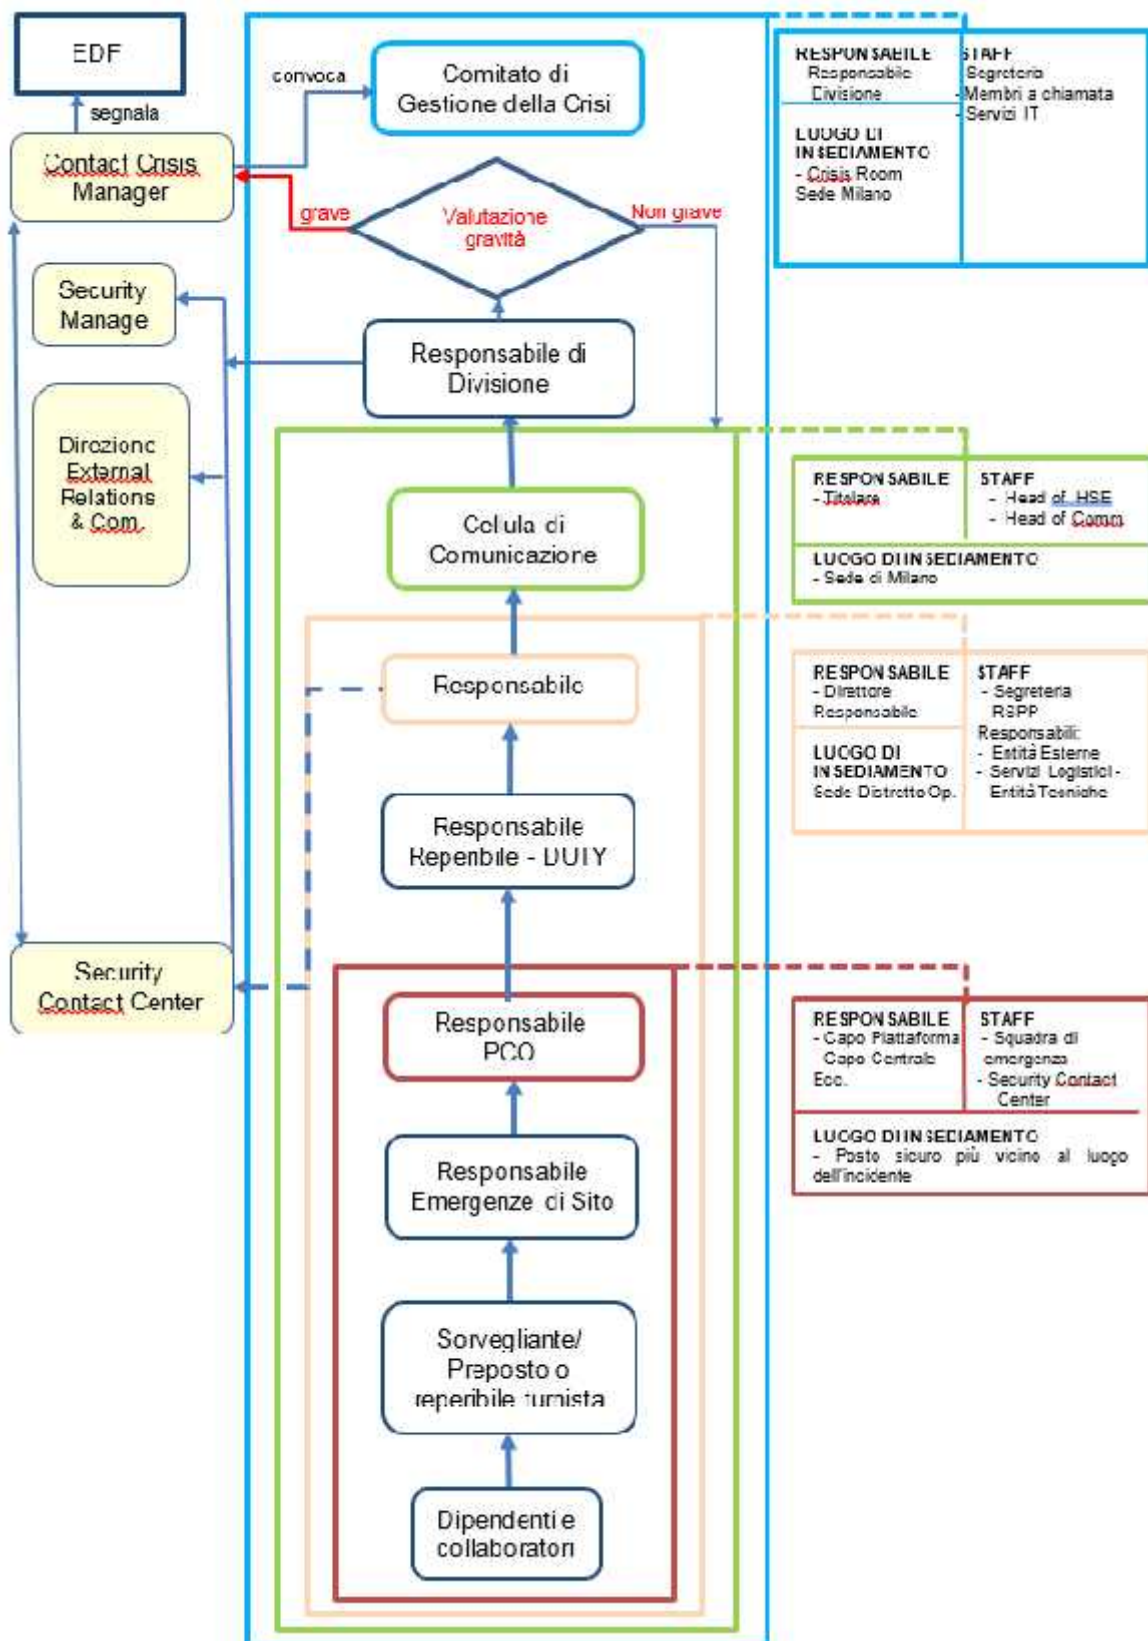 EDF
segnala
Contact Crisis
Manager
convoca
Comitato di
Gestione della Crisi
grave
Valutazione
gravità
Non grave
Security
Manage
Responsabile di
Divisione
Direzione
External
Relations
& Com.
Cellula di
Comunicazione
Responsabile
Responsabile
Reperibile - DUTY
Security
Contact Center
Responsabile
PCO
Responsabile
Emergenze di Sito
Sorvegliante/
Preposto o
reperibile turnista
Dipendenti e
collaboratori
RESPONSABILE
Responsabile
Divisione
STAFF
- Segreteria
- Membri a chiamata
- Servizi IT
LUOGO DI
INSEDIAMENTO
- Crisis Room
Sede Milano
RESPONSABILE
- Titolare
STAFF
- Head of HSE
- Head of Comm
LUOGO DI INSEDIAMENTO
- Sede di Milano
RESPONSABILE
- Direttore
Responsabile
STAFF
- Segreteria
RSPP
Responsabili:
- Entità Esterne
- Servizi Logistici -
Entità Tecniche
LUOGO DI
INSEDIAMENTO
Sede Distretto Op.
RESPONSABILE
- Capo Piattaforma
Capo Centrale
Ecc.
STAFF
- Squadra di
emergenza
- Security Contact
Center
LUOGO DI INSEDIAMENTO
- Posto sicuro più vicino al luogo
dell'incidente